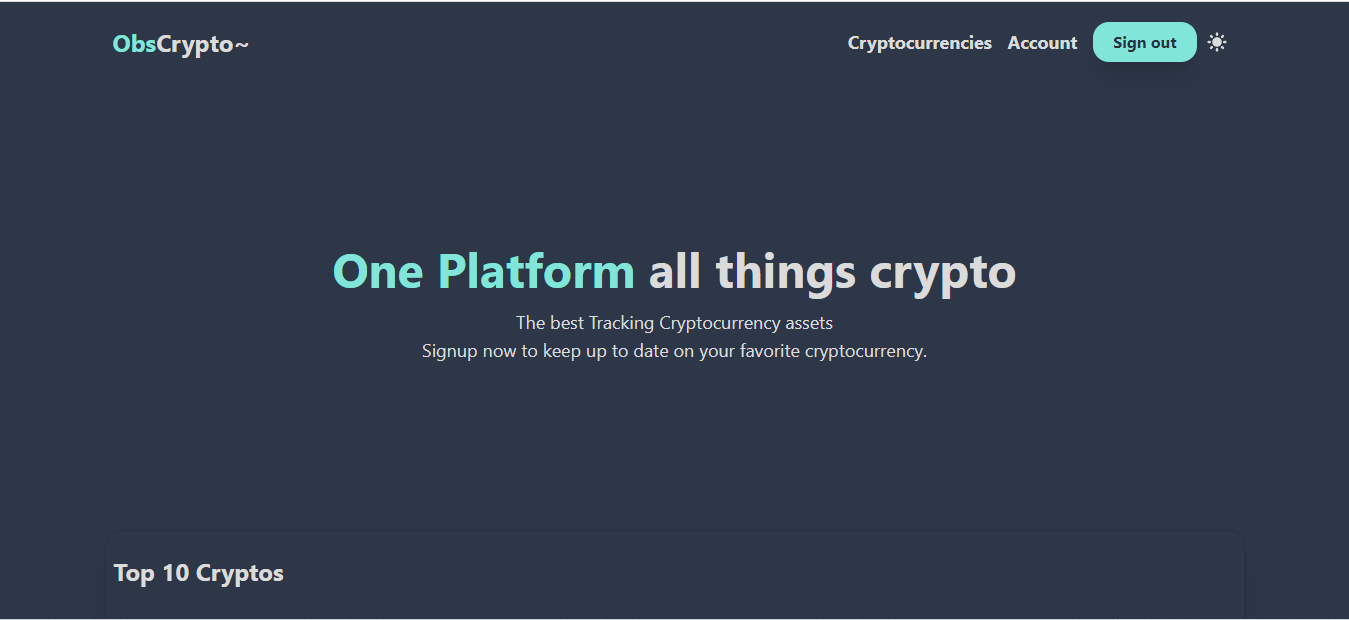 ObsCrypto~
Cryptocurrencies Account Sign out
One Platform all things crypto
The best Tracking Cryptocurrency assets
Signup now to keep up to date on your favorite cryptocurrency.
Top 10 Cryptos